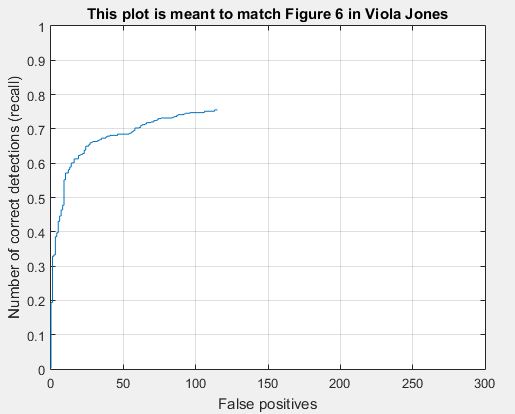 This plot is meant to match Figure 6 in Viola Jones
Number of correct detections (recall)
1
0.9
0.8
0.7
0.6
0.5
0.4
0.3
0.2
0.1
0
0 50 100 150 200 250 300
False positives